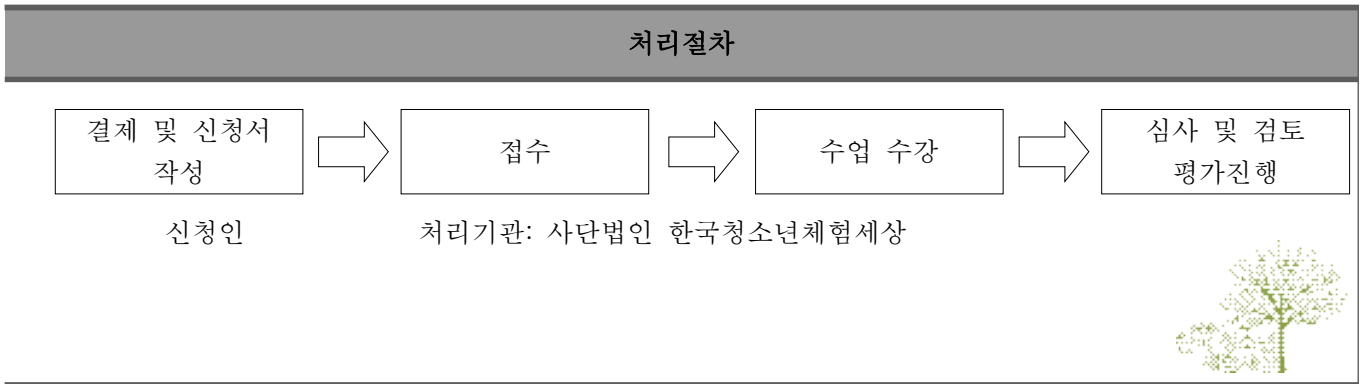 처리절차
결제 및 신청서
작성
접수
수업 수강
심사 및 검토
평가진행
신청인
처리기관: 사단법인 한국청소년체험세상